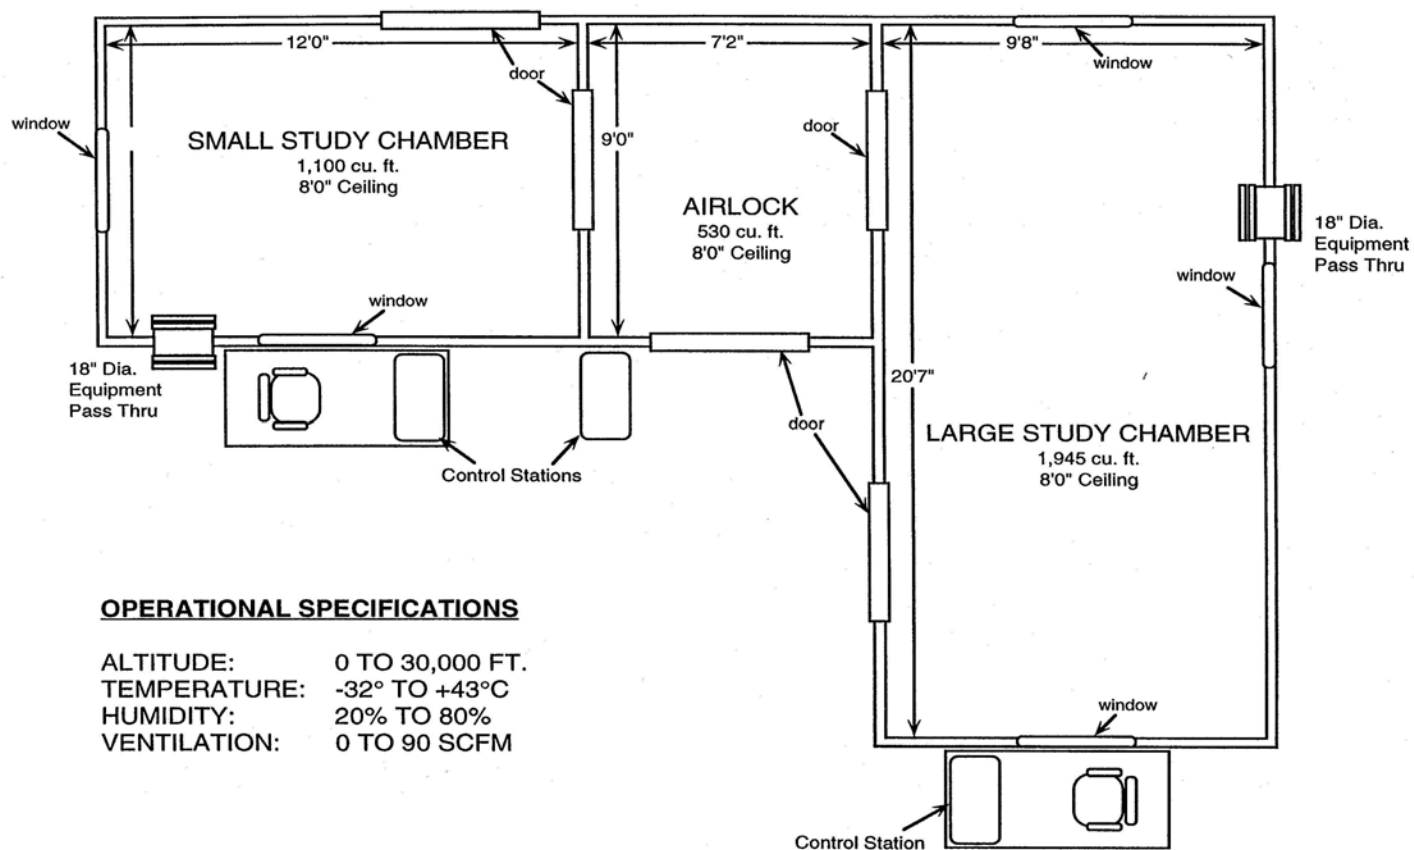 12'0"
7'2"
9'8"
door
window
window
SMALL STUDY CHAMBER
1,100 cu. ft.
8'0" Ceiling
9'0"
door
AIRLOCK
530 cu. ft.
8'0" Ceiling
18" Dia.
Equipment
Pass Thru
window
window
18" Dia.
Equipment
Pass Thru
20'7"
door
LARGE STUDY CHAMBER
1,945 cu. ft.
8'0" Ceiling
Control Stations
OPERATIONAL SPECIFICATIONS
ALTITUDE: 0 TO 30,000 FT.
TEMPERATURE: -32° TO +43°C
HUMIDITY: 20% TO 80%
VENTILATION: 0 TO 90 SCFM
window
Control Station